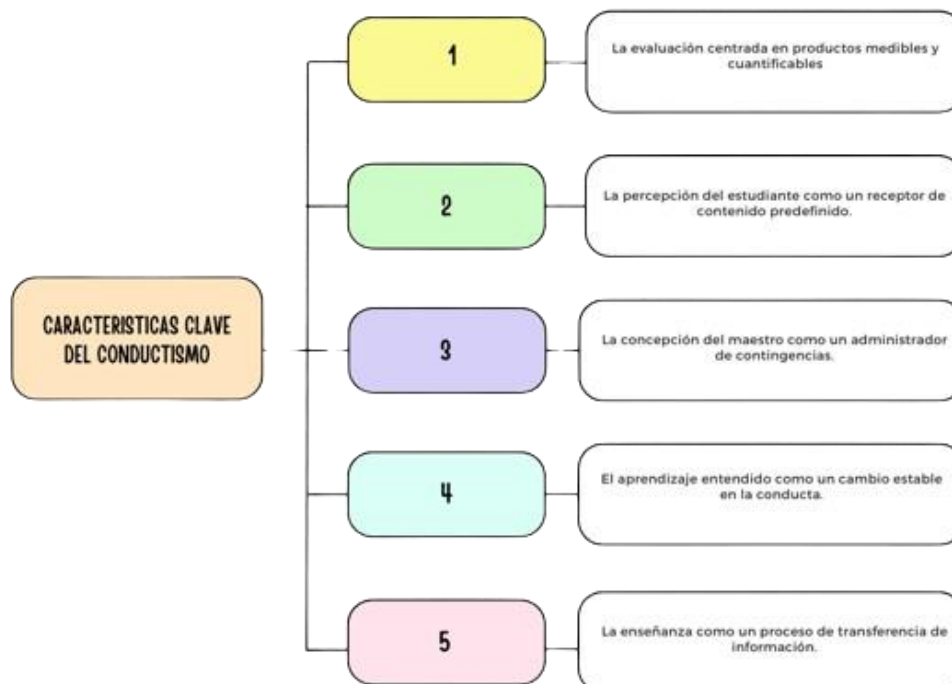 CARACTERISTICAS CLAVE
DEL CONDUCTISMO
1
La evaluación centrada en productos medibles y
cuantificables
2
La percepción del estudiante como un receptor de
contenido predefinido.
3
La concepción del maestro como un administrador
de contingencias.
4
El aprendizaje entendido como un cambio estable
en la conducta.
5
La enseñanza como un proceso de transferencia de
información.